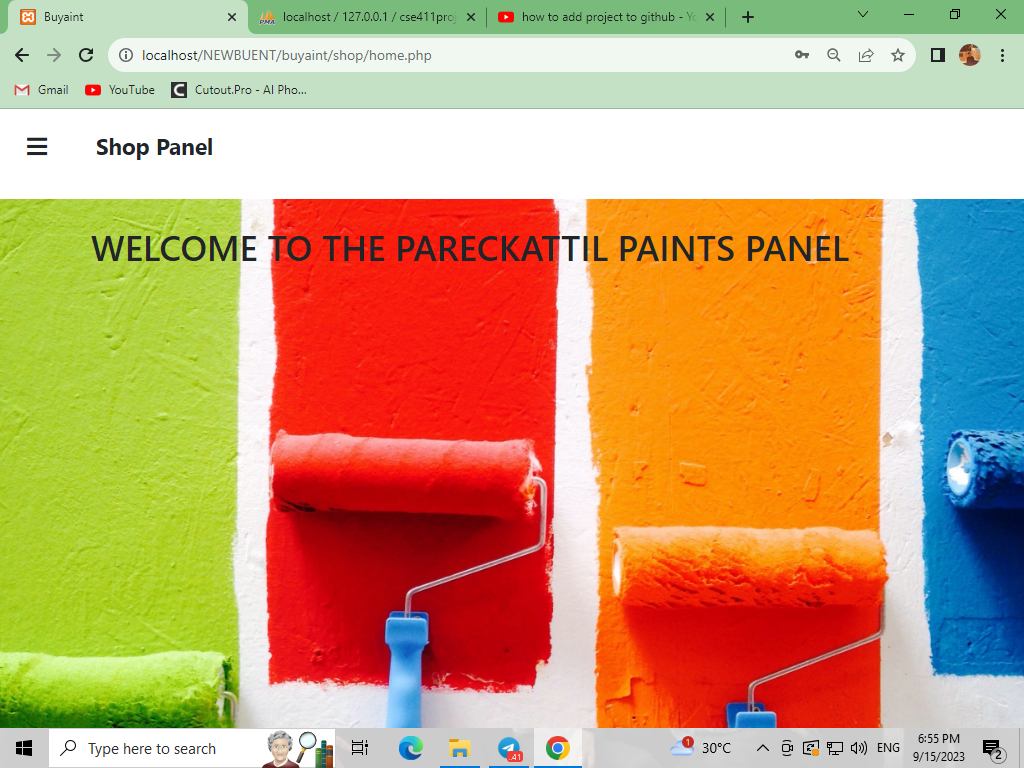 Buyaint
localhost / 127.0.0.1 / cse411proj
how to add project to github - Yo
localhost/NEWBUENT/buyaint/shop/home.php
Gmail
YouTube
Cutout.Pro - AI Pho...
Shop Panel
WELCOME TO THE PARECKATTIL PAINTS PANEL
Type here to search
41
1
30°C
ENG
6:55 PM
9/15/2023
2